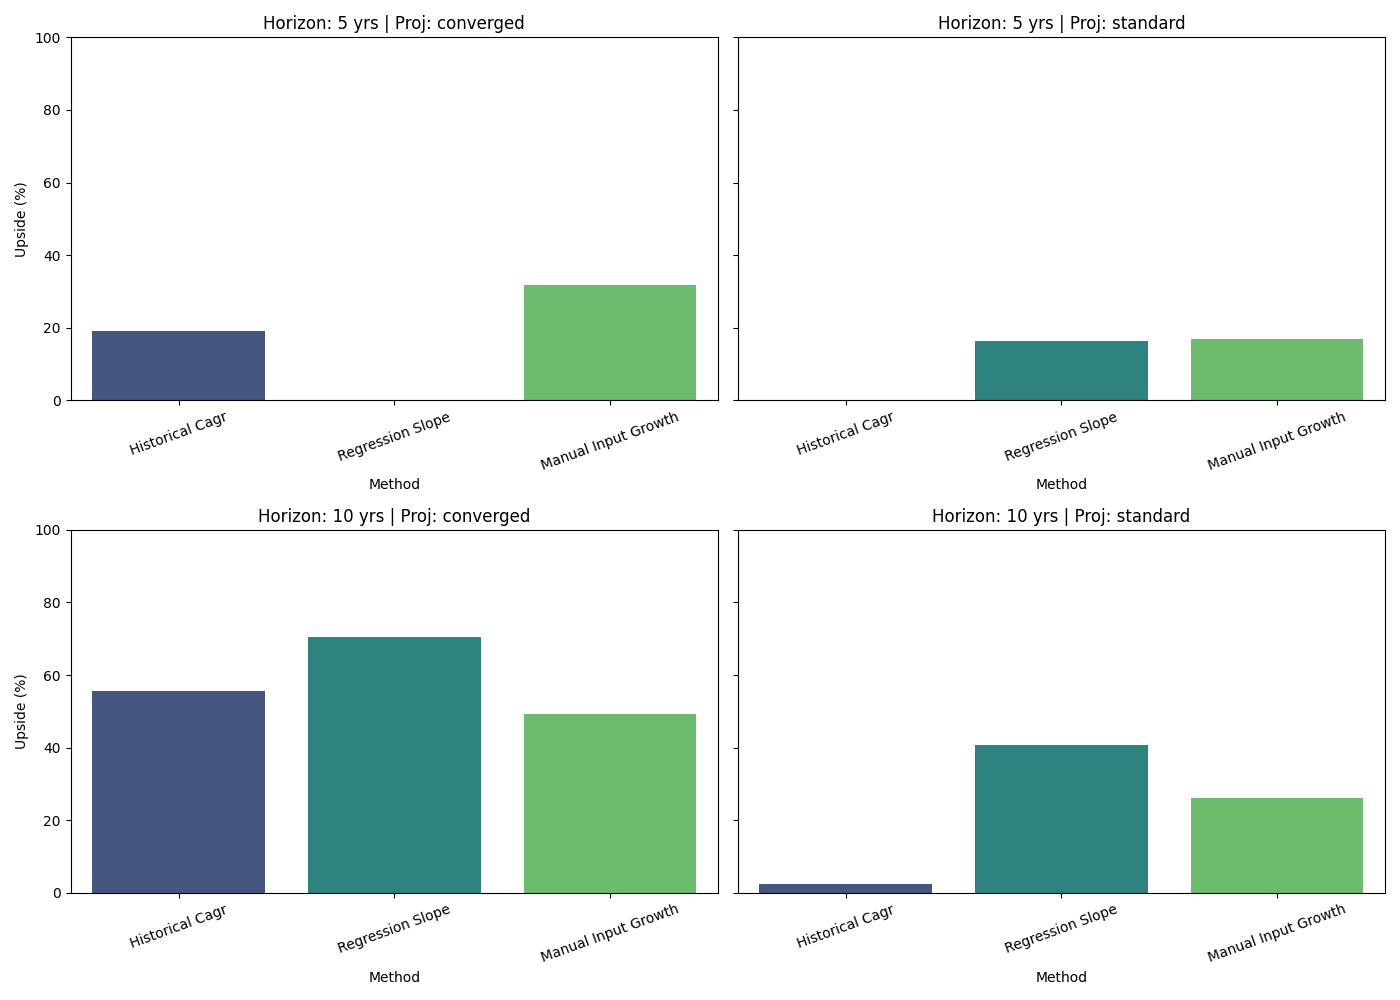 Horizon: 5 yrs | Proj: converged
Horizon: 5 yrs | Proj: standard
100
80
60
40
20
0
Upside (%)
Historical Cagr
Regression Slope
Manual Input Growth
Method
Historical Cagr
Regression Slope
Manual Input Growth
Method
Horizon: 10 yrs | Proj: converged
Horizon: 10 yrs | Proj: standard
100
80
60
40
20
0
Upside (%)
Historical Cagr
Regression Slope
Manual Input Growth
Method
Historical Cagr
Regression Slope
Manual Input Growth
Method